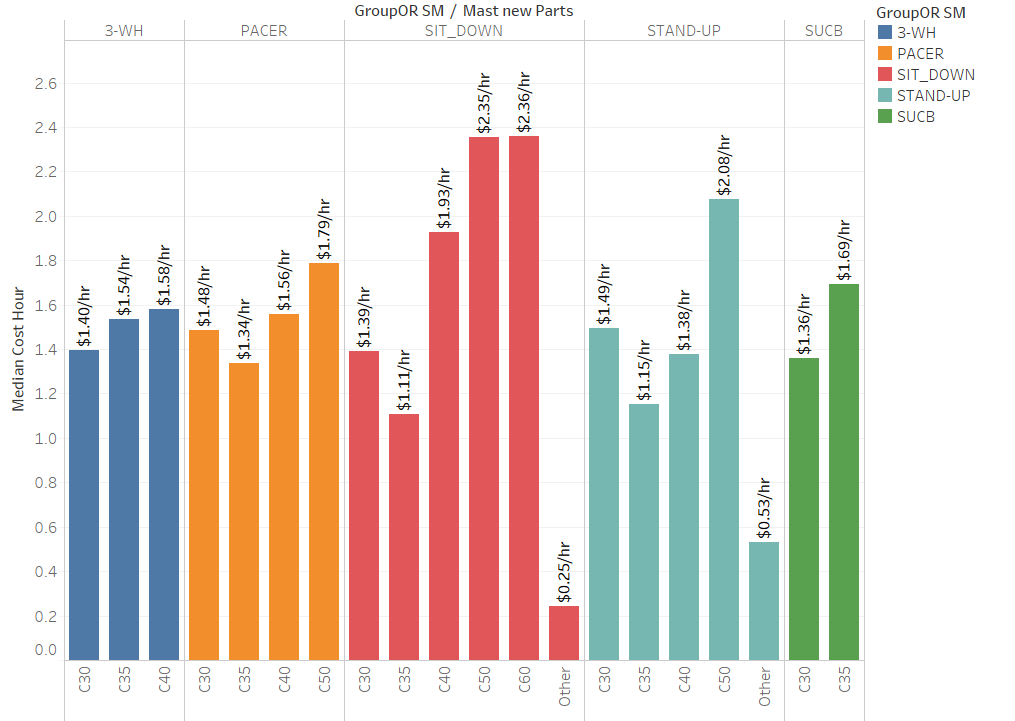 GroupOR SM / Mast new Parts
3-WH PACER SIT_DOWN STAND-UP SUCB
GroupOR SM
3-WH
PACER
SIT_DOWN
STAND-UP
SUCB
Median Cost Hour
2.6
2.4
2.2
2.0
1.8
1.6
1.4
1.2
1.0
0.8
0.6
0.4
0.2
0.0
$1.40/hr
$1.54/hr
$1.58/hr
$1.48/hr
$1.34/hr
$1.56/hr
$1.79/hr
$1.39/hr
$1.11/hr
$1.93/hr
$2.35/hr
$2.36/hr
$0.25/hr
$1.49/hr
$1.15/hr
$1.38/hr
$2.08/hr
$0.53/hr
$1.36/hr
$1.69/hr
C30
C35
C40
C30
C35
C40
C50
C30
C35
C40
C50
C60
Other
C30
C35
C40
C50
Other
C30
C35